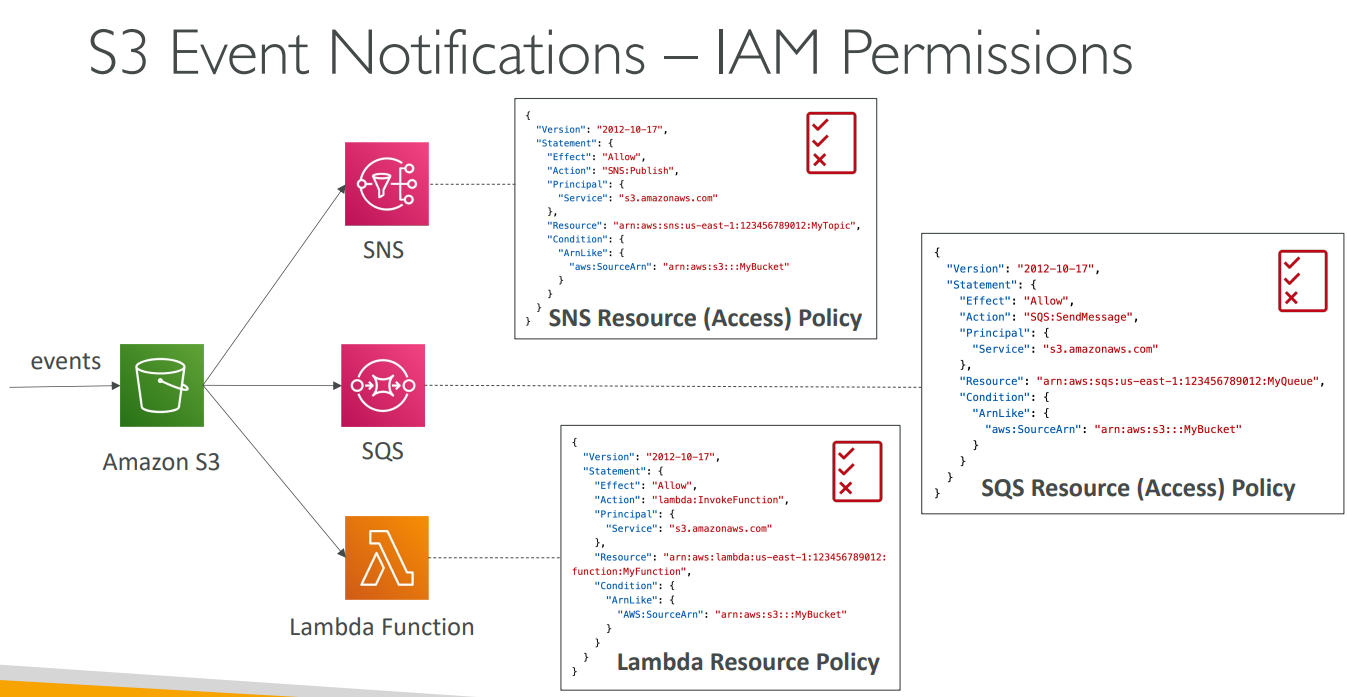 S3 Event Notifications – IAM Permissions
{
"Version": "2012-10-17",
"Statement": {
"Effect": "Allow",
"Action": "SNS:Publish",
"Principal": {
"Service": "s3.amazonaws.com"
},
"Resource": "arn:aws:sns:us-east-1:123456789012:MyTopic",
"Condition": {
"ArnLike": {
"aws:SourceArn": "arn:aws:s3:::MyBucket"
}
}
}
}
SNS Resource (Access) Policy
SNS
{
"Version": "2012-10-17",
"Statement": {
"Effect": "Allow",
"Action": "SQS:SendMessage",
"Principal": {
"Service": "s3.amazonaws.com"
},
"Resource": "arn:aws:sqs:us-east-1:123456789012:MyQueue",
"Condition": {
"ArnLike": {
"aws:SourceArn": "arn:aws:s3:::MyBucket"
}
}
}
}
SQS Resource (Access) Policy
events
Amazon S3
SQS
{
"Version": "2012-10-17",
"Statement": {
"Effect": "Allow",
"Action": "lambda:InvokeFunction",
"Principal": {
"Service": "s3.amazonaws.com"
},
"Resource": "arn:aws:lambda:us-east-1:123456789012:
function:MyFunction",
"Condition": {
"ArnLike": {
"AWS:SourceArn": "arn:aws:s3:::MyBucket"
}
}
}
}
Lambda Resource Policy
Lambda Function